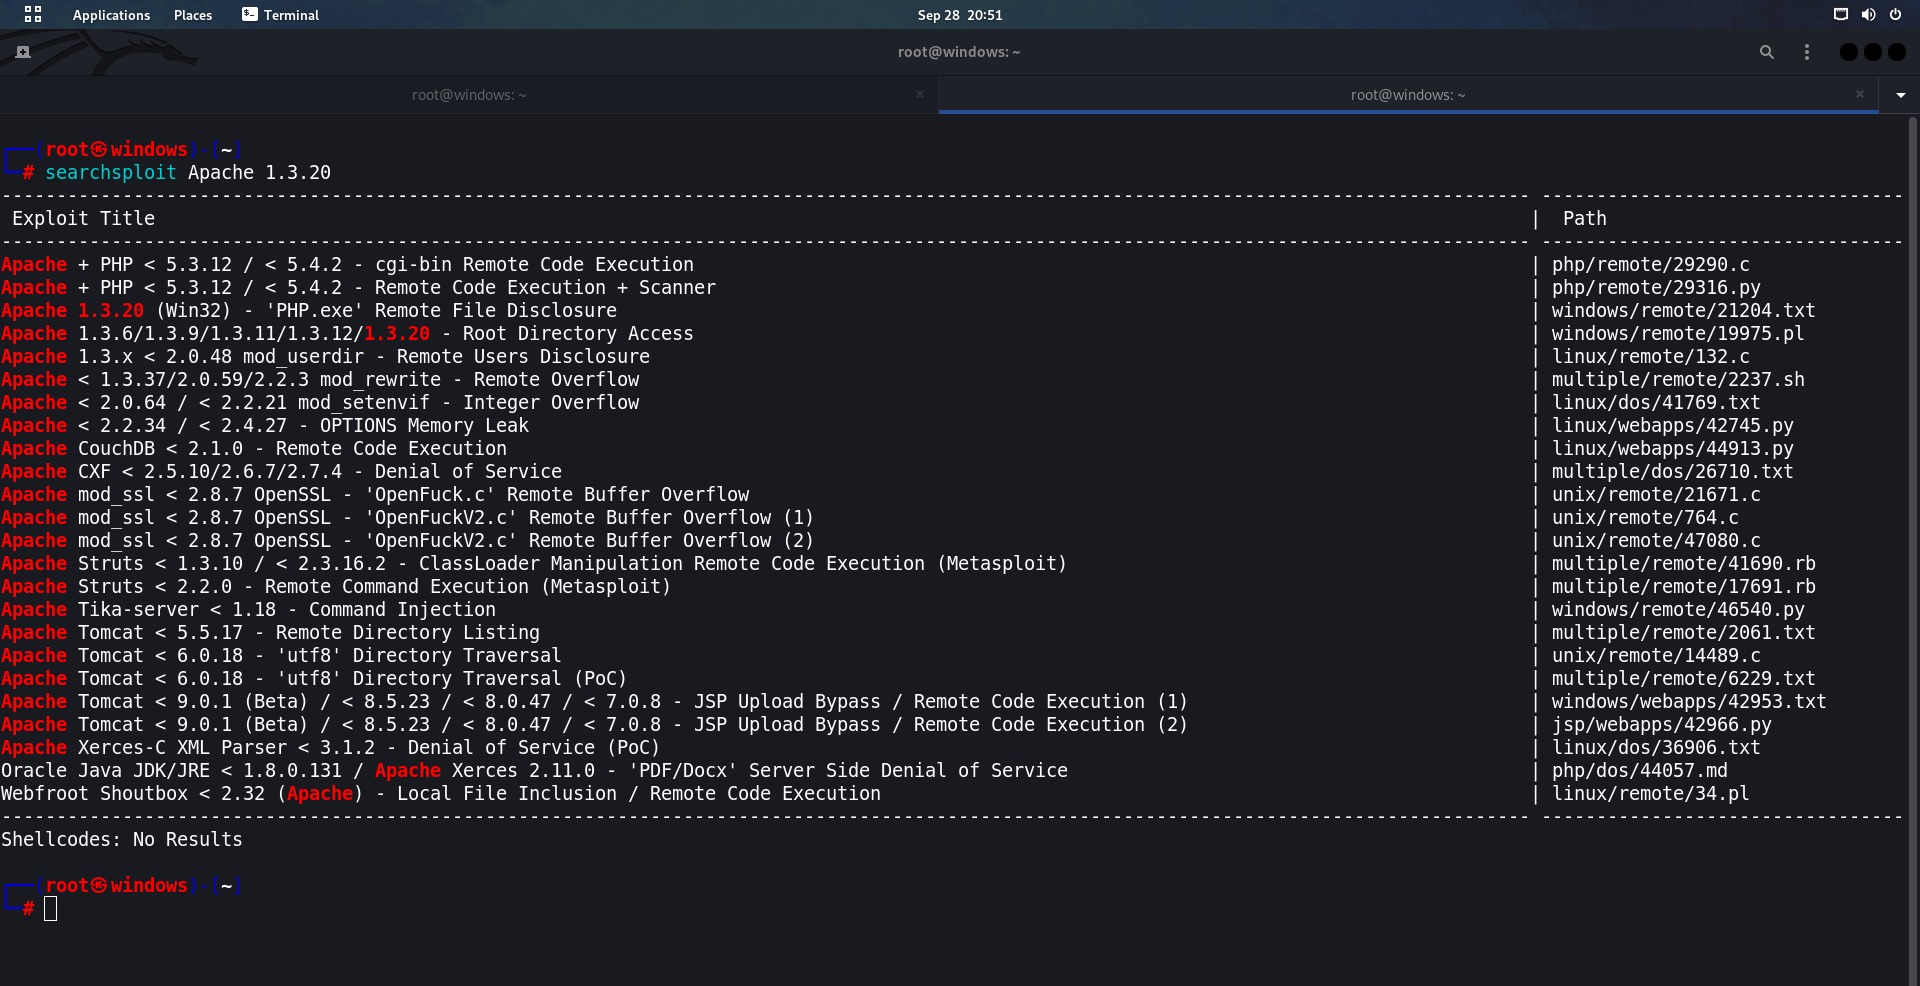 Applications Places Terminal Sep 28 20:51
root@windows: ~
root@windows: ~ × root@windows: ~ ×
┌──(root㉿windows)-[~]
└─# searchsploit Apache 1.3.20
------------------------------------------------------------------------------------------------------------------------------------------- ---------------------------------
Exploit Title | Path
------------------------------------------------------------------------------------------------------------------------------------------- ---------------------------------
Apache + PHP < 5.3.12 / < 5.4.2 - cgi-bin Remote Code Execution | php/remote/29290.c
Apache + PHP < 5.3.12 / < 5.4.2 - Remote Code Execution + Scanner | php/remote/29316.py
Apache 1.3.20 (Win32) - 'PHP.exe' Remote File Disclosure | windows/remote/21204.txt
Apache 1.3.6/1.3.9/1.3.11/1.3.12/1.3.20 - Root Directory Access | windows/remote/19975.pl
Apache 1.3.x < 2.0.48 mod_userdir - Remote Users Disclosure | linux/remote/132.c
Apache < 1.3.37/2.0.59/2.2.3 mod_rewrite - Remote Overflow | multiple/remote/2237.sh
Apache < 2.0.64 / < 2.2.21 mod_setenvif - Integer Overflow | linux/dos/41769.txt
Apache < 2.2.34 / < 2.4.27 - OPTIONS Memory Leak | linux/webapps/42745.py
Apache CouchDB < 2.1.0 - Remote Code Execution | linux/webapps/44913.py
Apache CXF < 2.5.10/2.6.7/2.7.4 - Denial of Service | multiple/dos/26710.txt
Apache mod_ssl < 2.8.7 OpenSSL - 'OpenFuck.c' Remote Buffer Overflow | unix/remote/21671.c
Apache mod_ssl < 2.8.7 OpenSSL - 'OpenFuckV2.c' Remote Buffer Overflow (1) | unix/remote/764.c
Apache mod_ssl < 2.8.7 OpenSSL - 'OpenFuckV2.c' Remote Buffer Overflow (2) | unix/remote/47080.c
Apache Struts < 1.3.10 / < 2.3.16.2 - ClassLoader Manipulation Remote Code Execution (Metasploit) | multiple/remote/41690.rb
Apache Struts < 2.2.0 - Remote Command Execution (Metasploit) | multiple/remote/17691.rb
Apache Tika-server < 1.18 - Command Injection | windows/remote/46540.py
Apache Tomcat < 5.5.17 - Remote Directory Listing | multiple/remote/2061.txt
Apache Tomcat < 6.0.18 - 'utf8' Directory Traversal | unix/remote/14489.c
Apache Tomcat < 6.0.18 - 'utf8' Directory Traversal (PoC) | multiple/remote/6229.txt
Apache Tomcat < 9.0.1 (Beta) / < 8.5.23 / < 8.0.47 / < 7.0.8 - JSP Upload Bypass / Remote Code Execution (1) | windows/webapps/42953.txt
Apache Tomcat < 9.0.1 (Beta) / < 8.5.23 / < 8.0.47 / < 7.0.8 - JSP Upload Bypass / Remote Code Execution (2) | jsp/webapps/42966.py
Apache Xerces-C XML Parser < 3.1.2 - Denial of Service (PoC) | linux/dos/36906.txt
Oracle Java JDK/JRE < 1.8.0.131 / Apache Xerces 2.11.0 - 'PDF/Docx' Server Side Denial of Service | php/dos/44057.md
Webfroot Shoutbox < 2.32 (Apache) - Local File Inclusion / Remote Code Execution | linux/remote/34.pl
------------------------------------------------------------------------------------------------------------------------------------------- ---------------------------------
Shellcodes: No Results
┌──(root㉿windows)-[~]
└─#